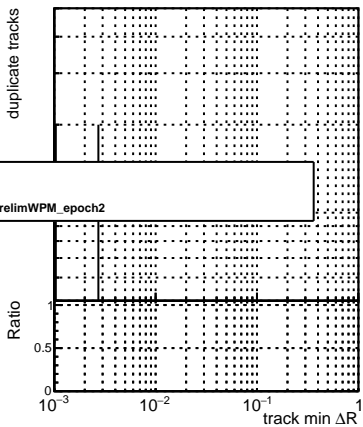 duplicate tracks
relimWPM_epoch2
Ratio
1
0.5
0
10⁻³ 10⁻² 10⁻¹ 1
track min ΔR